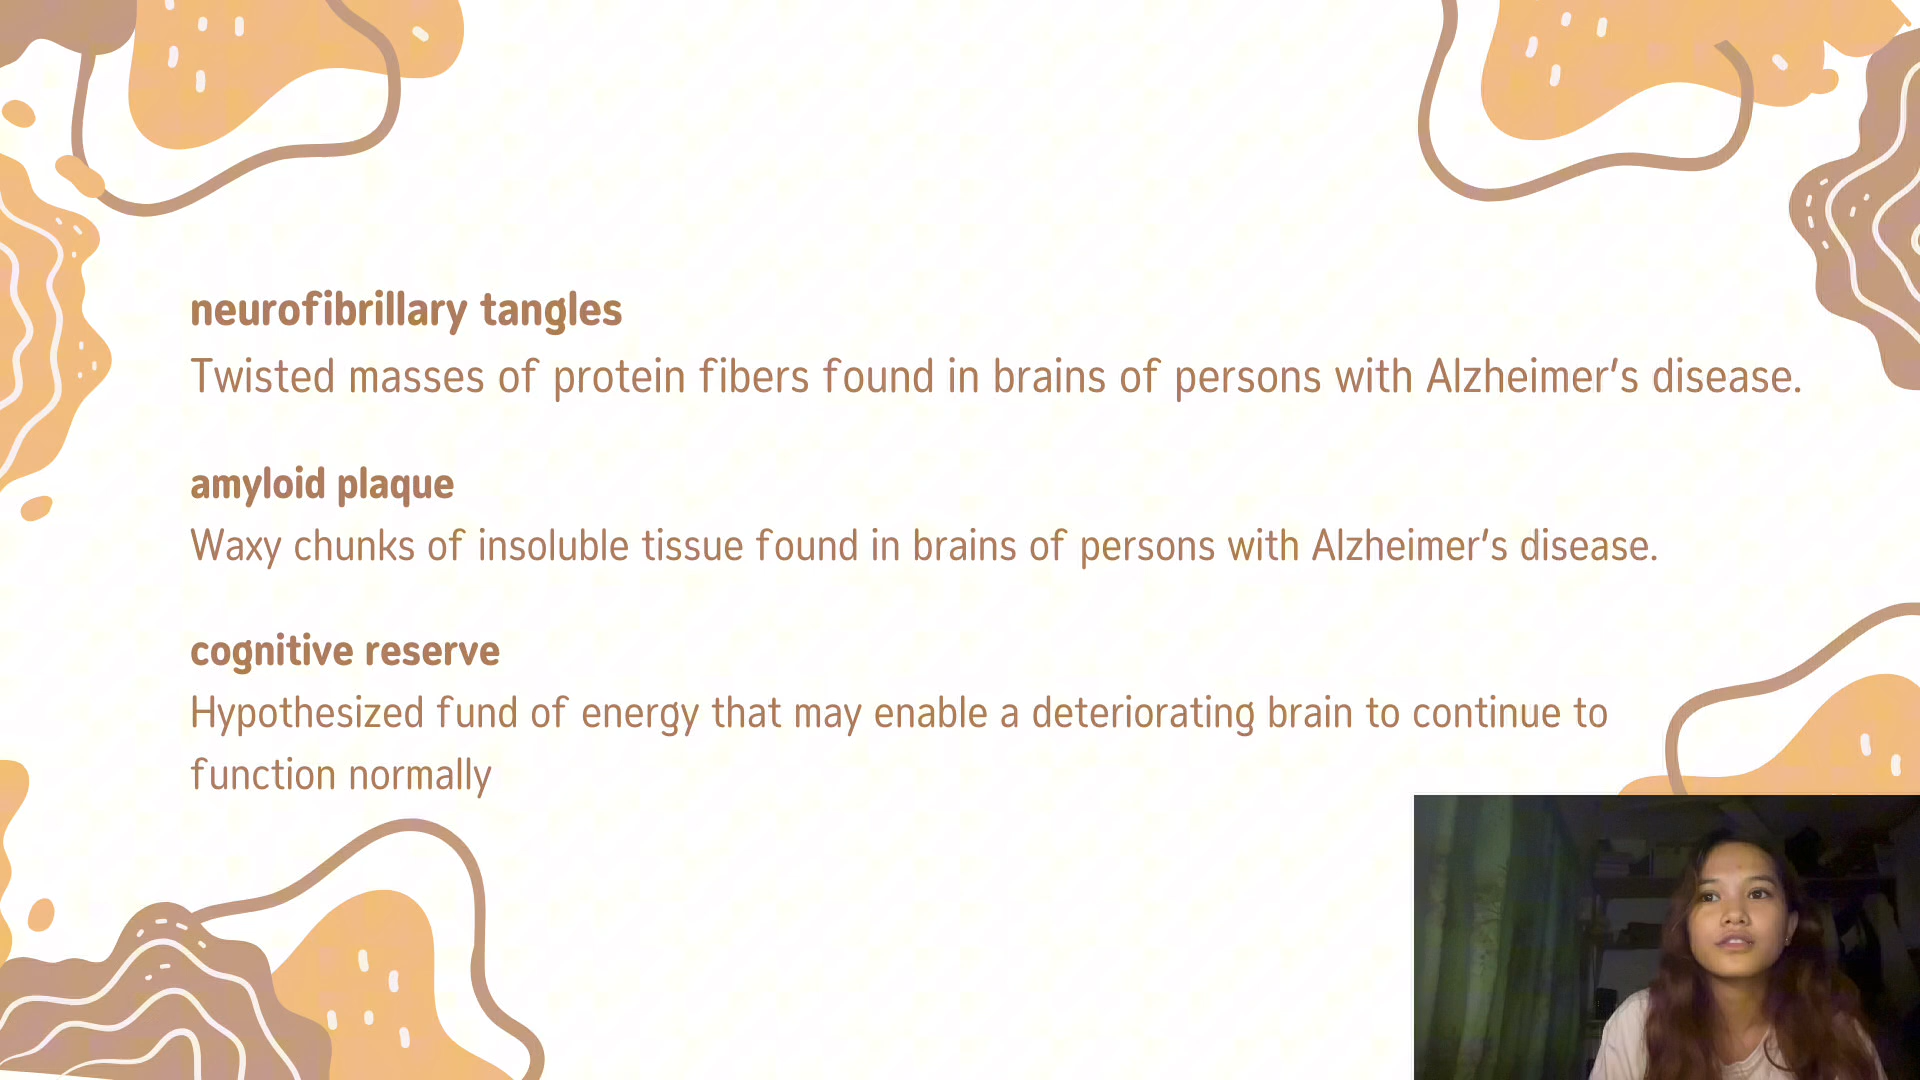 neurofibrillary tangles
Twisted masses of protein fibers found in brains of persons with Alzheimer's disease.
amyloid plaque
Waxy chunks of insoluble tissue found in brains of persons with Alzheimer's disease.
cognitive reserve
Hypothesized fund of energy that may enable a deteriorating brain to continue to
function normally